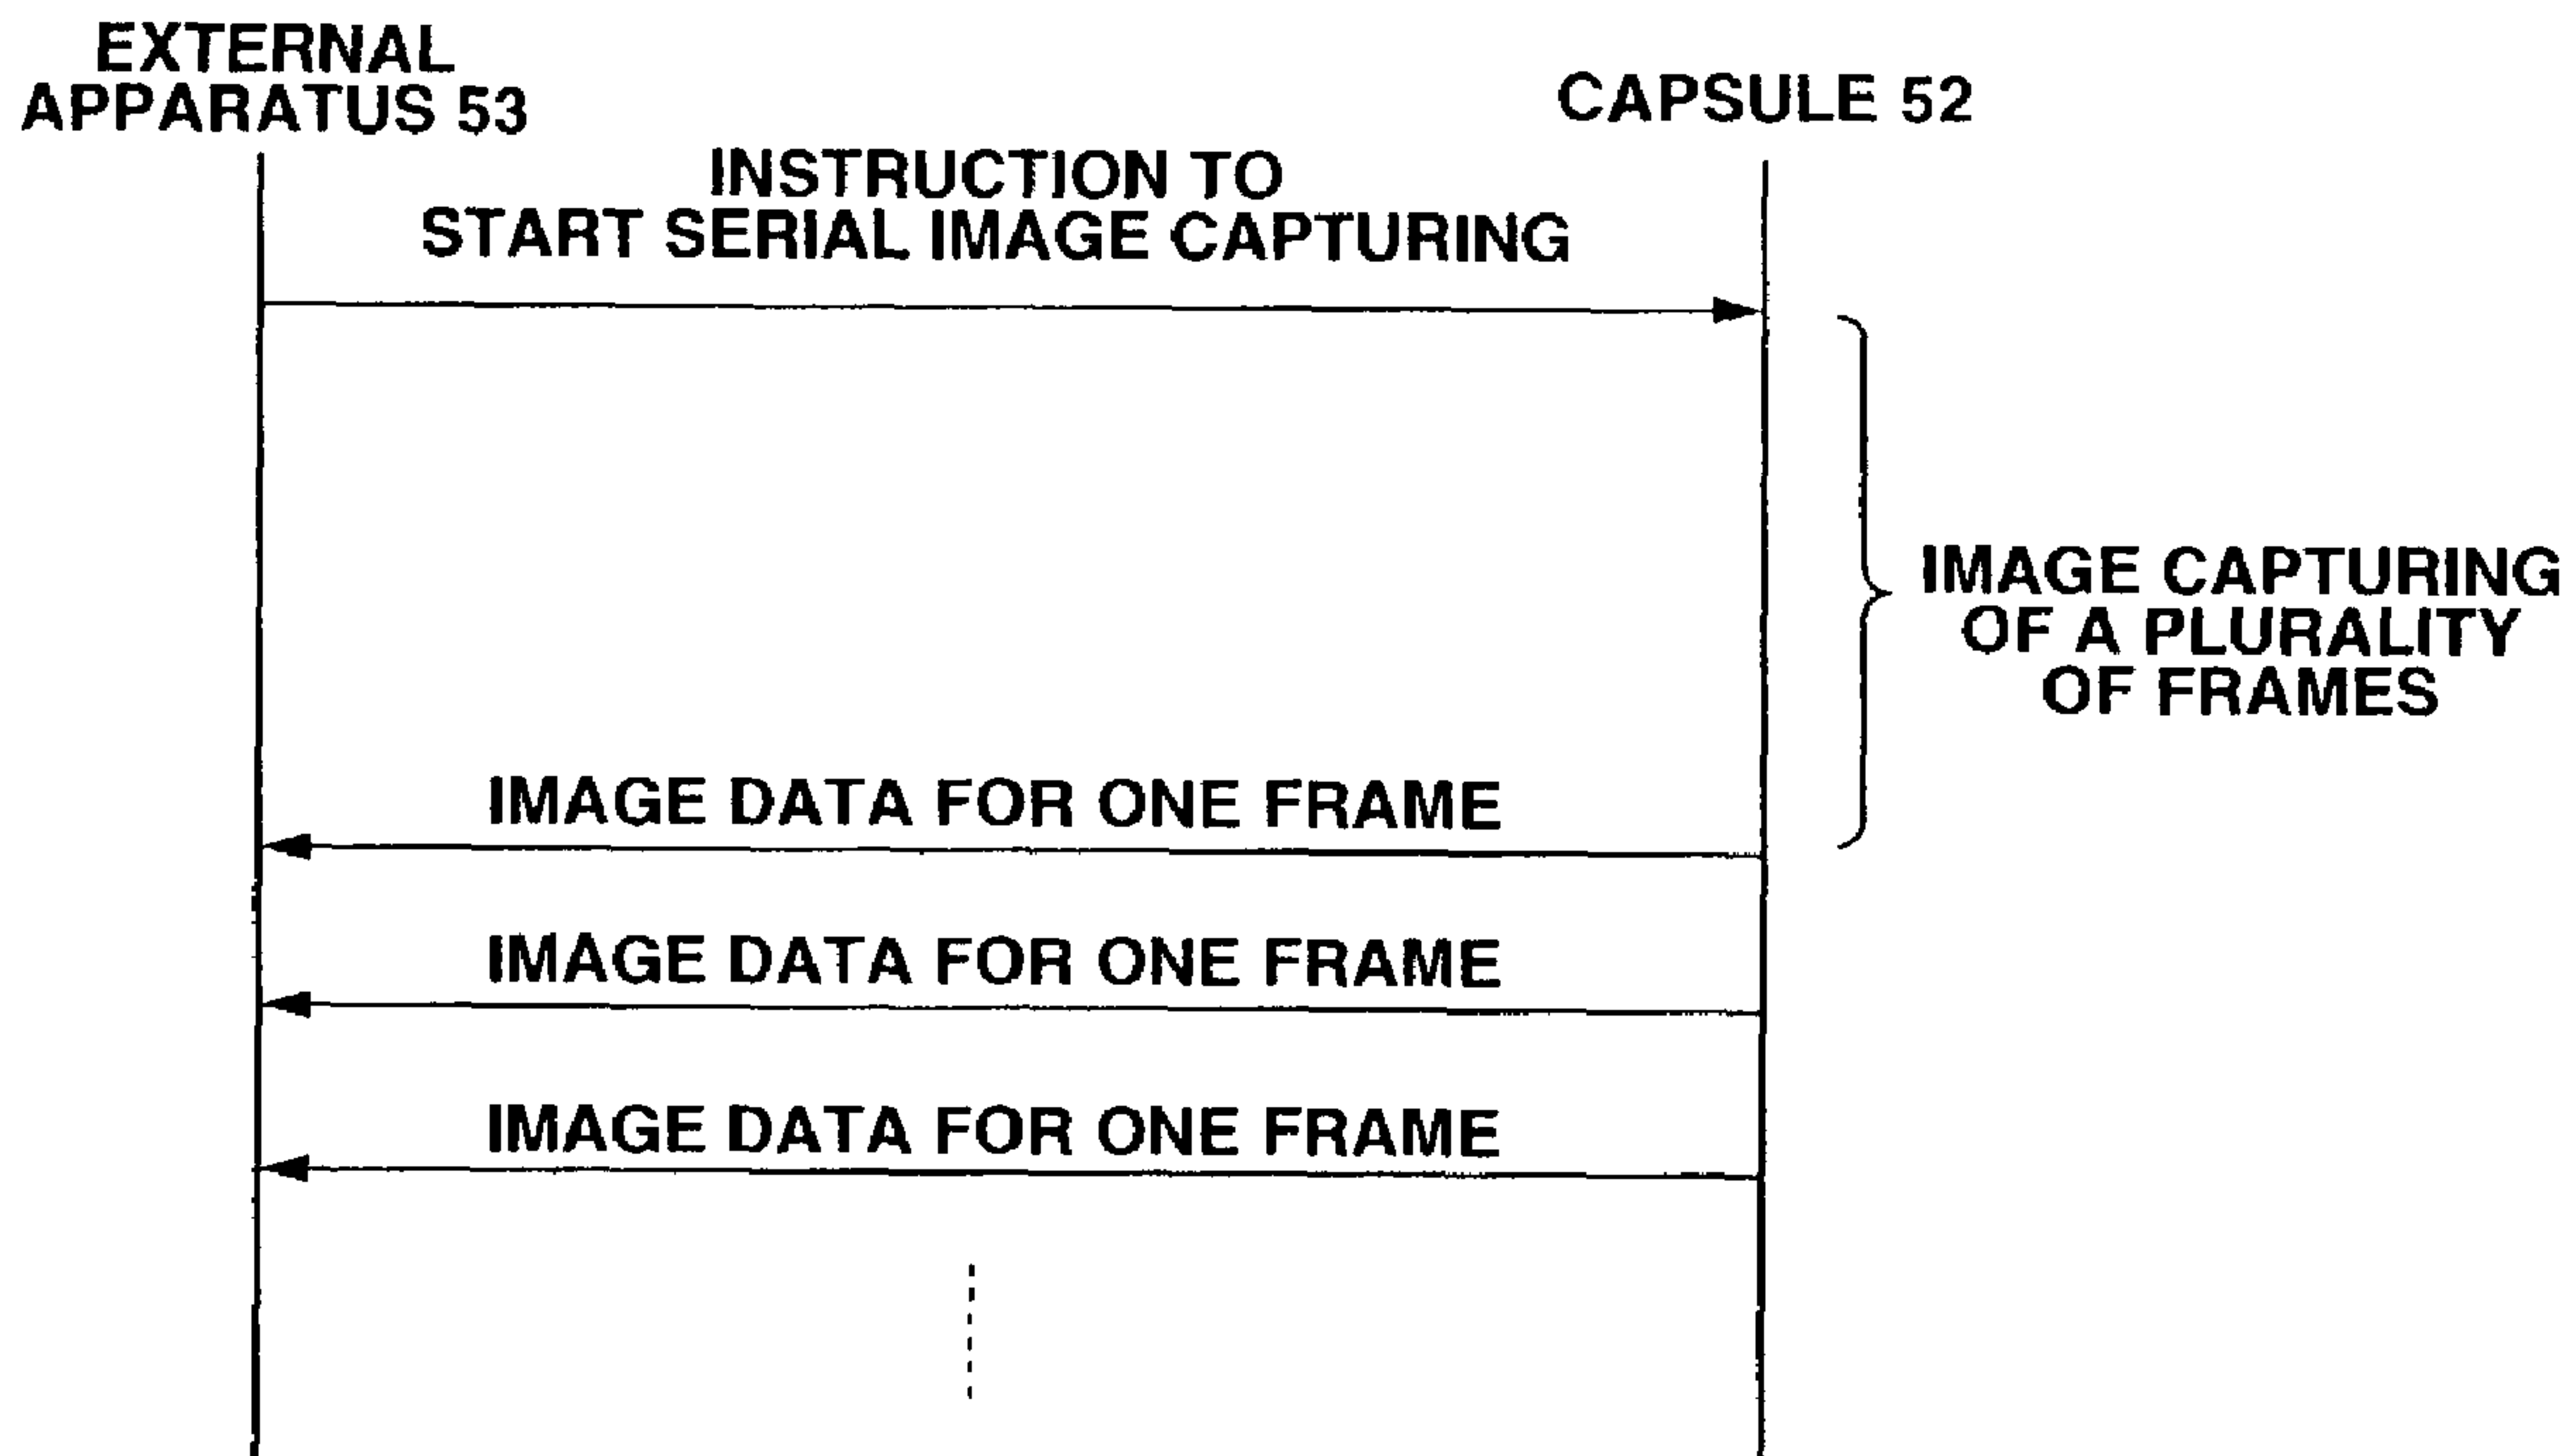 EXTERNAL
APPARATUS 53
CAPSULE 52
INSTRUCTION TO
START SERIAL IMAGE CAPTURING
IMAGE CAPTURING
OF A PLURALITY
OF FRAMES
IMAGE DATA FOR ONE FRAME
IMAGE DATA FOR ONE FRAME
IMAGE DATA FOR ONE FRAME